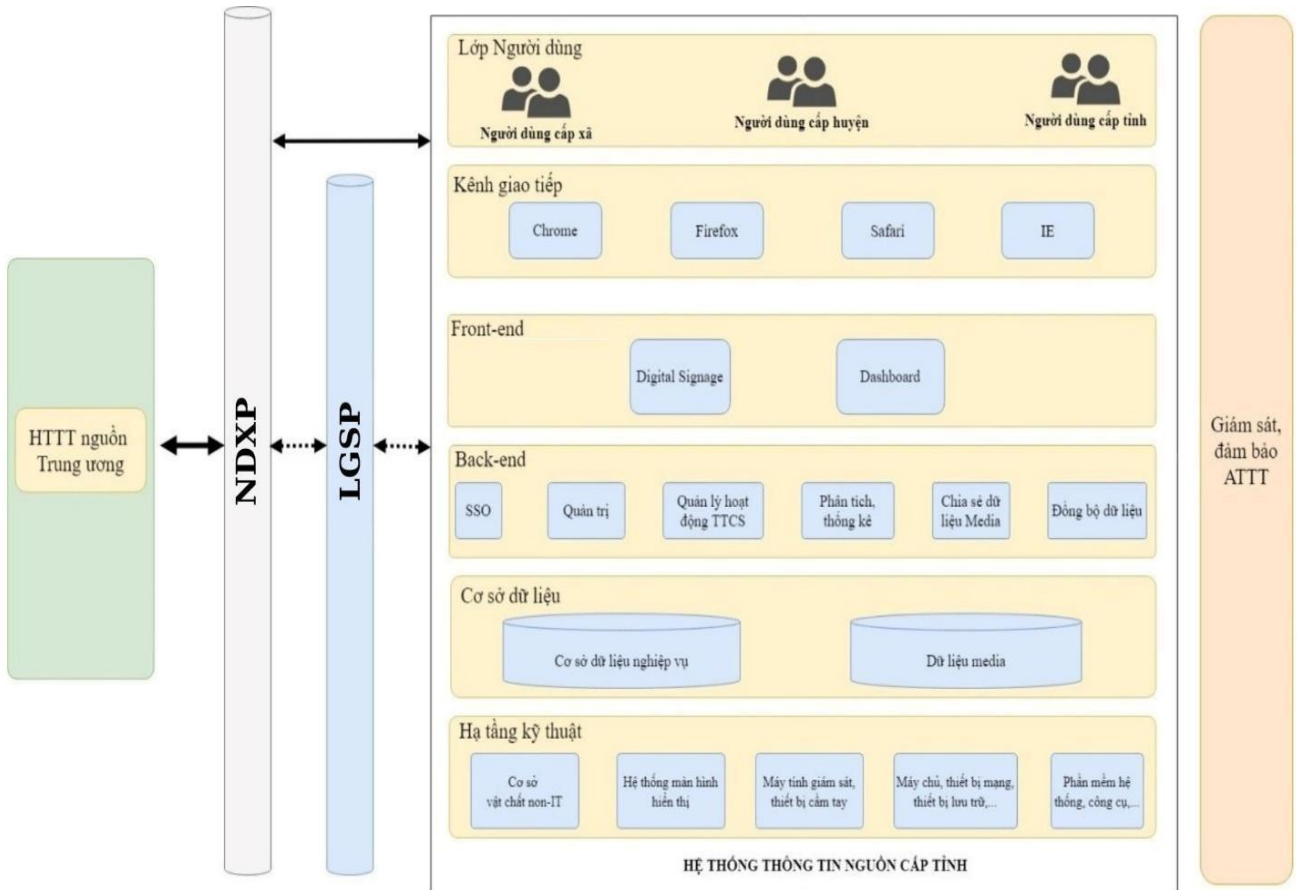 HTTT nguồn
Trung ương
NDXP
LGSP
Lớp Người dùng
Người dùng cấp xã
Người dùng cấp huyện
Người dùng cấp tỉnh
Kênh giao tiếp
Chrome
Firefox
Safari
IE
Front-end
Digital Signage
Dashboard
Back-end
SSO
Quản trị
Quản lý hoạt
động TTCS
Phân tích,
thống kê
Chia sẻ dữ
liệu Media
Đồng bộ dữ liệu
Cơ sở dữ liệu
Cơ sở dữ liệu nghiệp vụ
Dữ liệu media
Hạ tầng kỹ thuật
Cơ sở
vật chất non-IT
Hệ thống màn hình
hiển thị
Máy tính giám sát,
thiết bị cầm tay
Máy chủ, thiết bị mạng,
thiết bị lưu trữ,...
Phần mềm hệ
thống, công cụ,...
HỆ THỐNG THÔNG TIN NGUỒN CẤP TỈNH
Giám sát,
đảm bảo
ATTT